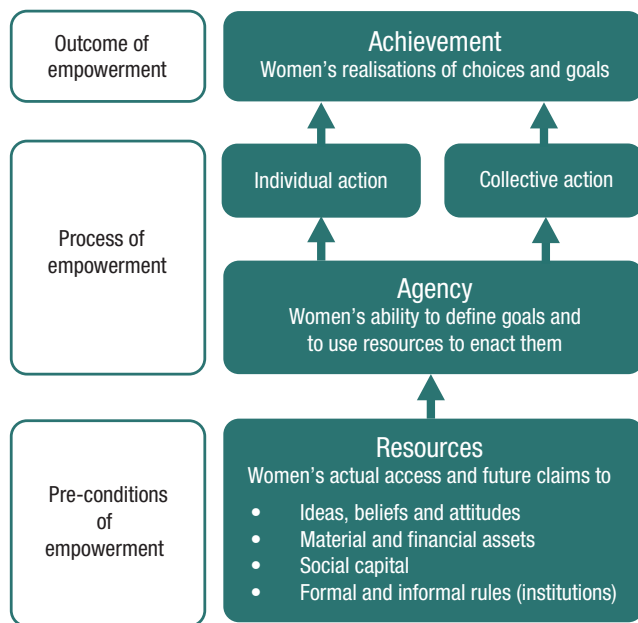 Outcome of
empowerment
Achievement
Women's realisations of choices and goals
Process of
empowerment
Individual action
Collective action
Agency
Women's ability to define goals and
to use resources to enact them
Pre-conditions
of
empowerment
Resources
Women's actual access and future claims to
• Ideas, beliefs and attitudes
• Material and financial assets
• Social capital
• Formal and informal rules (institutions)